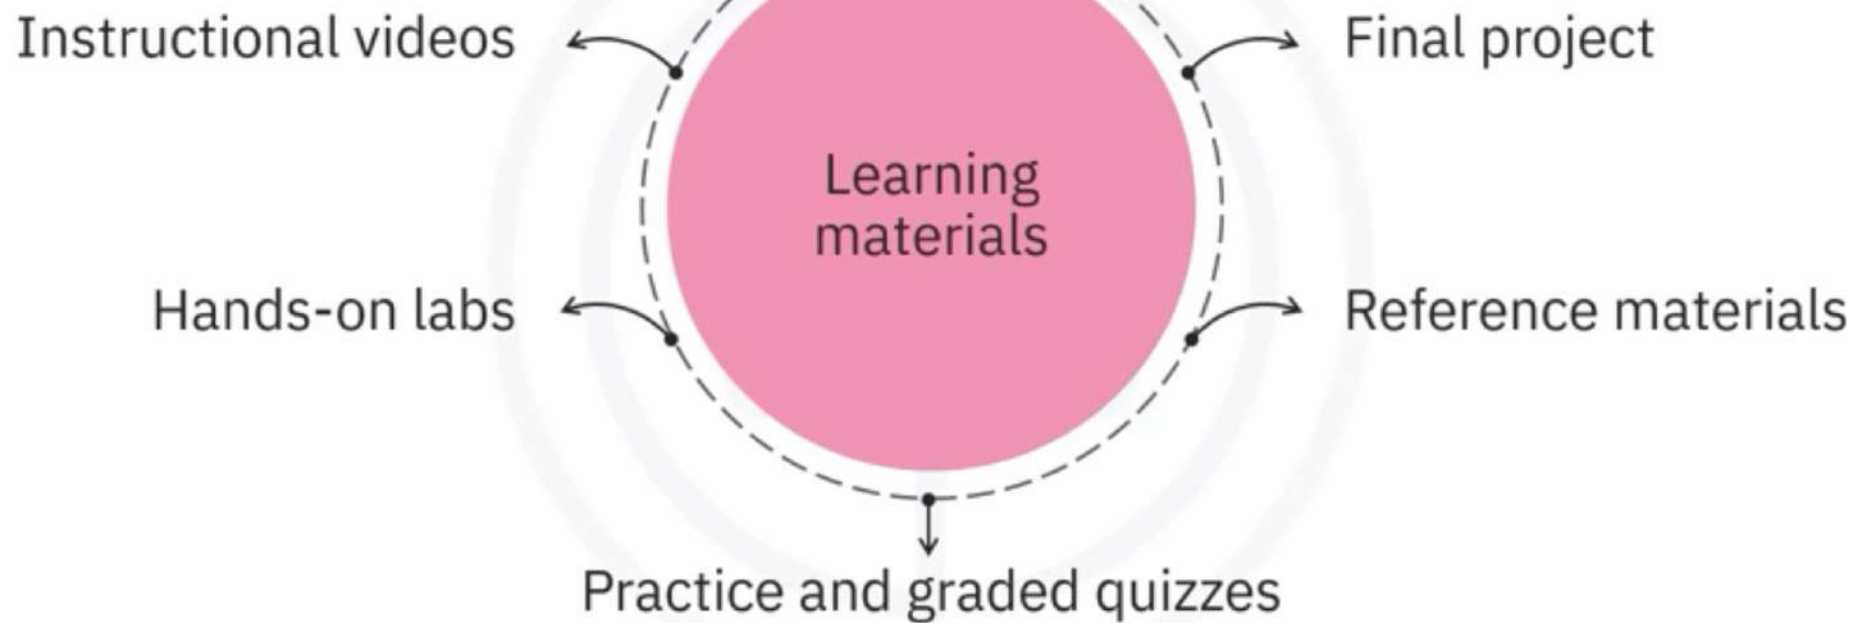 Instructional videos
Final project
Learning
materials
Hands-on labs
Reference materials
Practice and graded quizzes